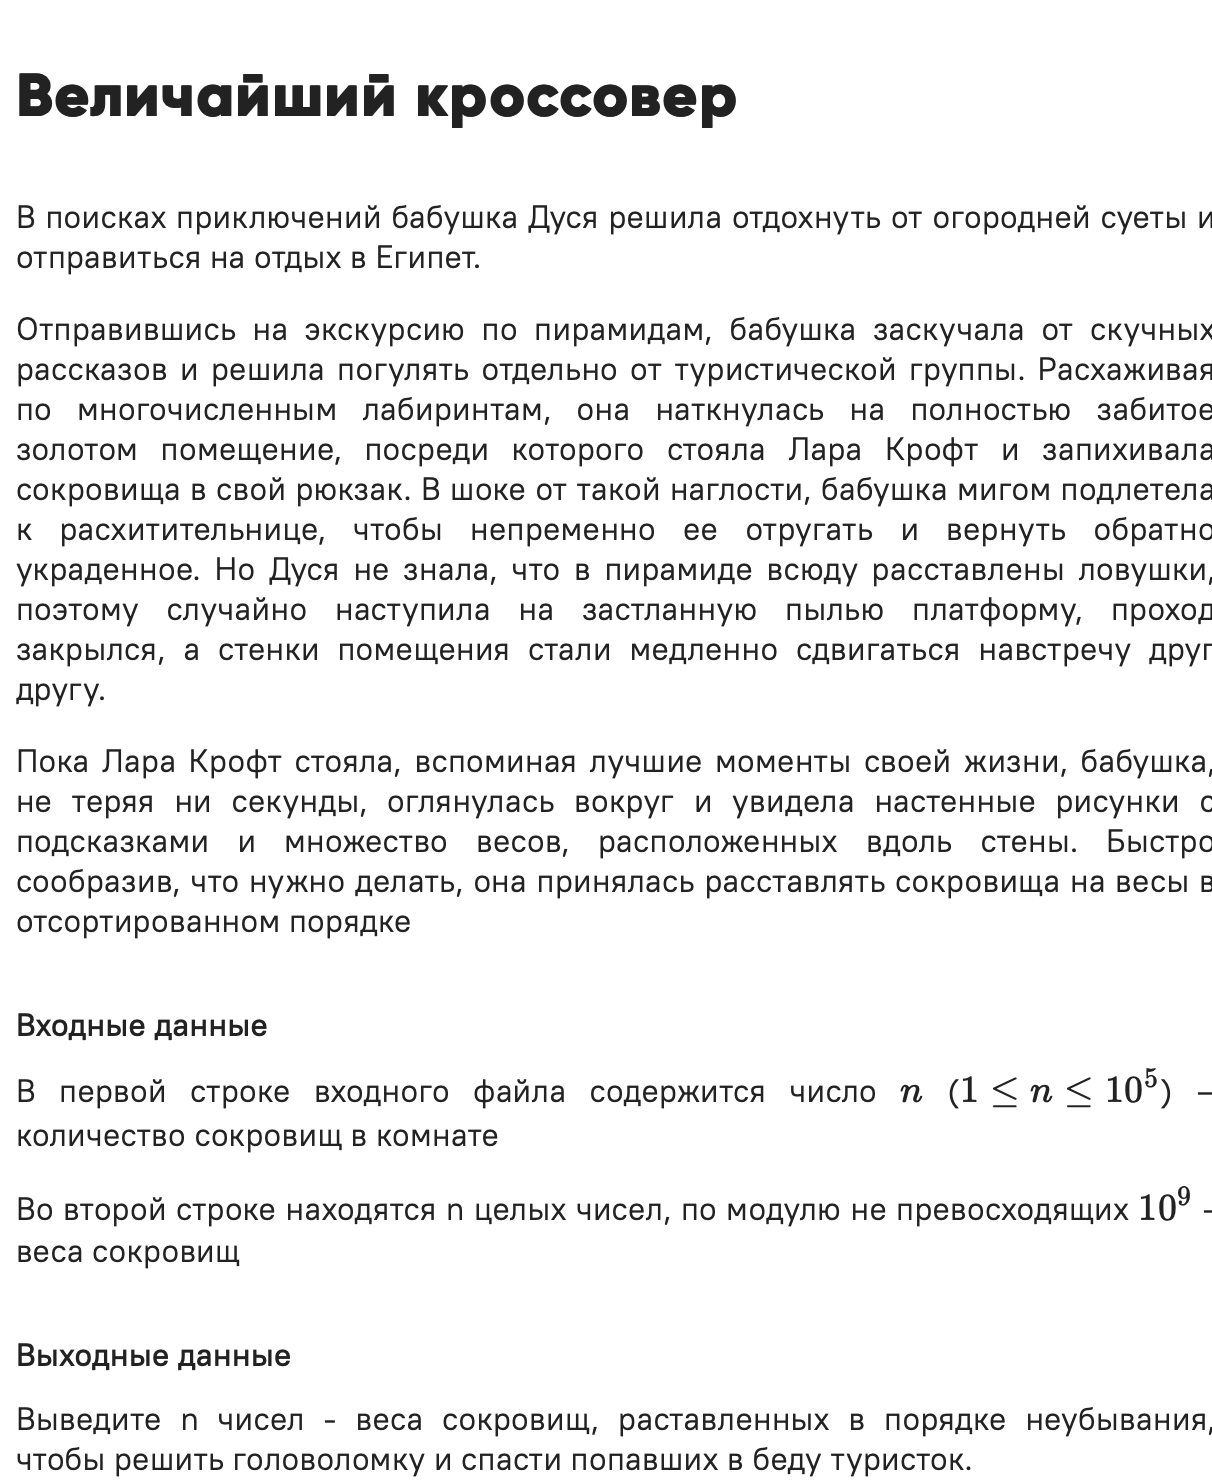 Величайший кроссовер
В поисках приключений бабушка Дуся решила отдохнуть от огородней суеты и
отправиться на отдых в Египет.
Отправившись на экскурсию по пирамидам, бабушка заскучала от скучных
рассказов и решила погулять отдельно от туристической группы. Расхаживая
по многочисленным лабиринтам, она наткнулась на полностью забитое
золотом помещение, посреди которого стояла Лара Крофт и запихивала
сокровища в свой рюкзак. В шоке от такой наглости, бабушка мигом подлетела
к расхитительнице, чтобы непременно ее отругать и вернуть обратно
украденное. Но Дуся не знала, что в пирамиде всюду расставлены ловушки,
поэтому случайно наступила на застланную пылью платформу, проход
закрылся, а стенки помещения стали медленно сдвигаться навстречу друг
другу.
Пока Лара Крофт стояла, вспоминая лучшие моменты своей жизни, бабушка,
не теряя ни секунды, оглянулась вокруг и увидела настенные рисунки с
подсказками и множество весов, расположенных вдоль стены. Быстро
сообразив, что нужно делать, она принялась расставлять сокровища на весы в
отсортированном порядке
Входные данные
В первой строке входного файла содержится число n (1 ≤ n ≤ 10⁵) –
количество сокровищ в комнате
Во второй строке находятся n целых чисел, по модулю не превосходящих 10⁹ -
веса сокровищ
Выходные данные
Выведите n чисел - веса сокровищ, раставленных в порядке неубывания,
чтобы решить головоломку и спасти попавших в беду туристок.